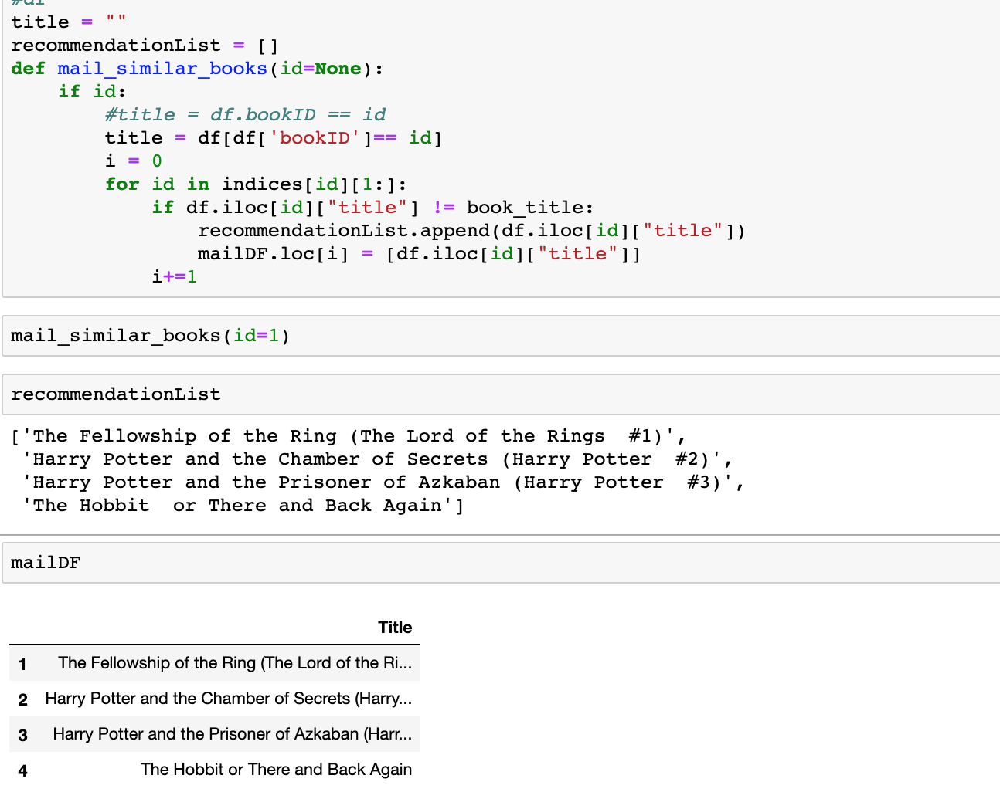 #df
title = ""
recommendationList = []
def mail_similar_books(id=None):
    if id:
        #title = df.bookID == id
        title = df[df['bookID']== id]
        i = 0
        for id in indices[id][1:]:
            if df.iloc[id]["title"] != book_title:
                recommendationList.append(df.iloc[id]["title"])
                mailDF.loc[i] = [df.iloc[id]["title"]]
            i+=1
mail_similar_books(id=1)
recommendationList
['The Fellowship of the Ring (The Lord of the Rings  #1)',
 'Harry Potter and the Chamber of Secrets (Harry Potter  #2)',
 'Harry Potter and the Prisoner of Azkaban (Harry Potter  #3)',
 'The Hobbit  or There and Back Again']
mailDF
Title
1 The Fellowship of the Ring (The Lord of the Ri...
2 Harry Potter and the Chamber of Secrets (Harry...
3 Harry Potter and the Prisoner of Azkaban (Harr...
4 The Hobbit or There and Back Again